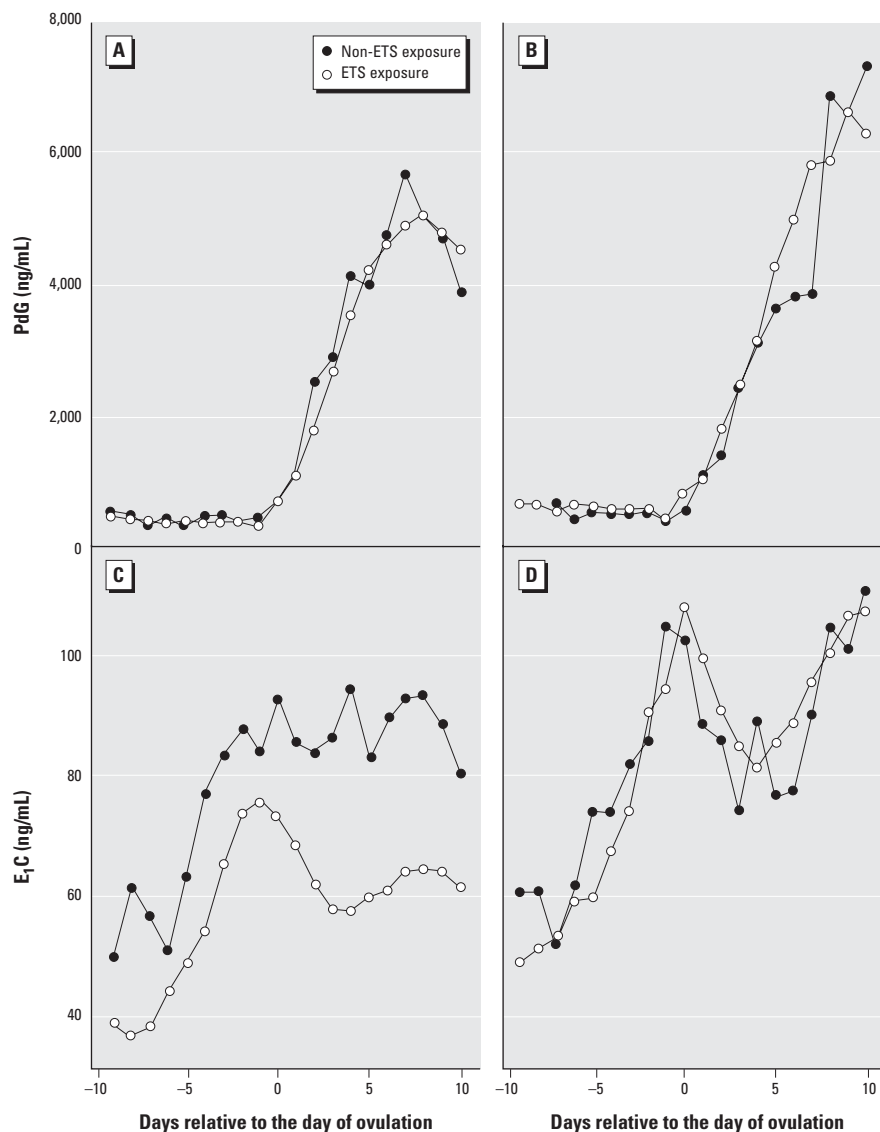 8,000
A
Non-ETS exposure
ETS exposure
B
6,000
PdG (ng/mL)
4,000
2,000
0
C
D
100
80
E₁C (ng/mL)
60
40
–10 –5 0 5 10
–10 –5 0 5 10
Days relative to the day of ovulation
Days relative to the day of ovulation